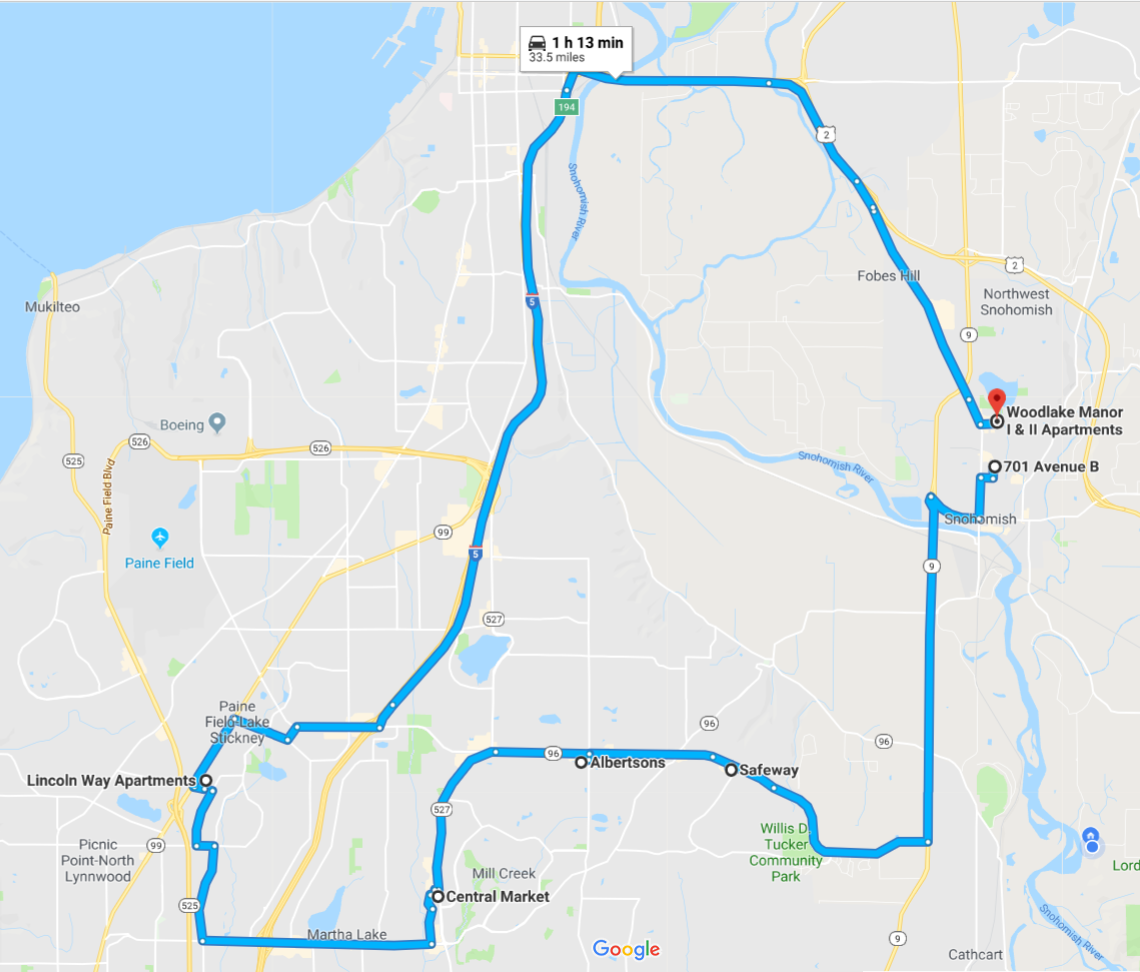 1 h 13 min
33.5 miles
194
2
Snohomish River
5
Fobes Hill
2
Northwest
Snohomish
9
Mukilteo
Woodlake Manor
I & II Apartments
Boeing
526
526
525
Paine Field Blvd
Snohomish River
701 Avenue B
Snohomish
99
5
Paine Field
9
527
Paine
Field-Lake
Stickney
96
96
96
Lincoln Way Apartments
Albertsons
Safeway
527
Willis D.
Tucker
Community
Park
99
Picnic
Point-North
Lynnwood
Mill Creek
Central Market
Lord
525
Martha Lake
Google
9
Cathcart
Snohomish River